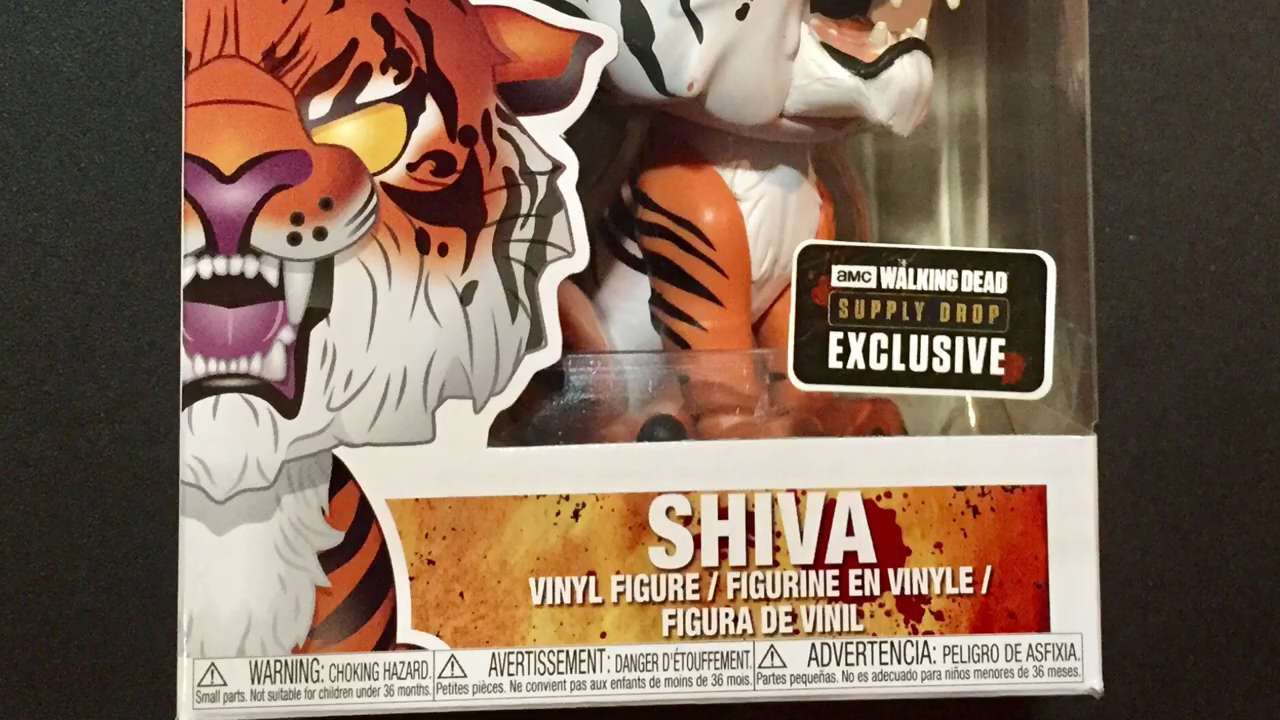 aMC WALKING DEAD
SUPPLY DROP
EXCLUSIVE
SHIVA
VINYL FIGURE / FIGURINE EN VINYLE /
FIGURA DE VINIL
WARNING: CHOKING HAZARD.
Small parts. Not suitable for children under 36 months.
AVERTISSEMENT: DANGER D'ÉTOUFFEMENT.
Petites pièces. Ne convient pas aux enfants de moins de 36 mois.
ADVERTENCIA: PELIGRO DE ASFIXIA.
Partes pequeñas. No es adecuado para niños menores de 36 meses.